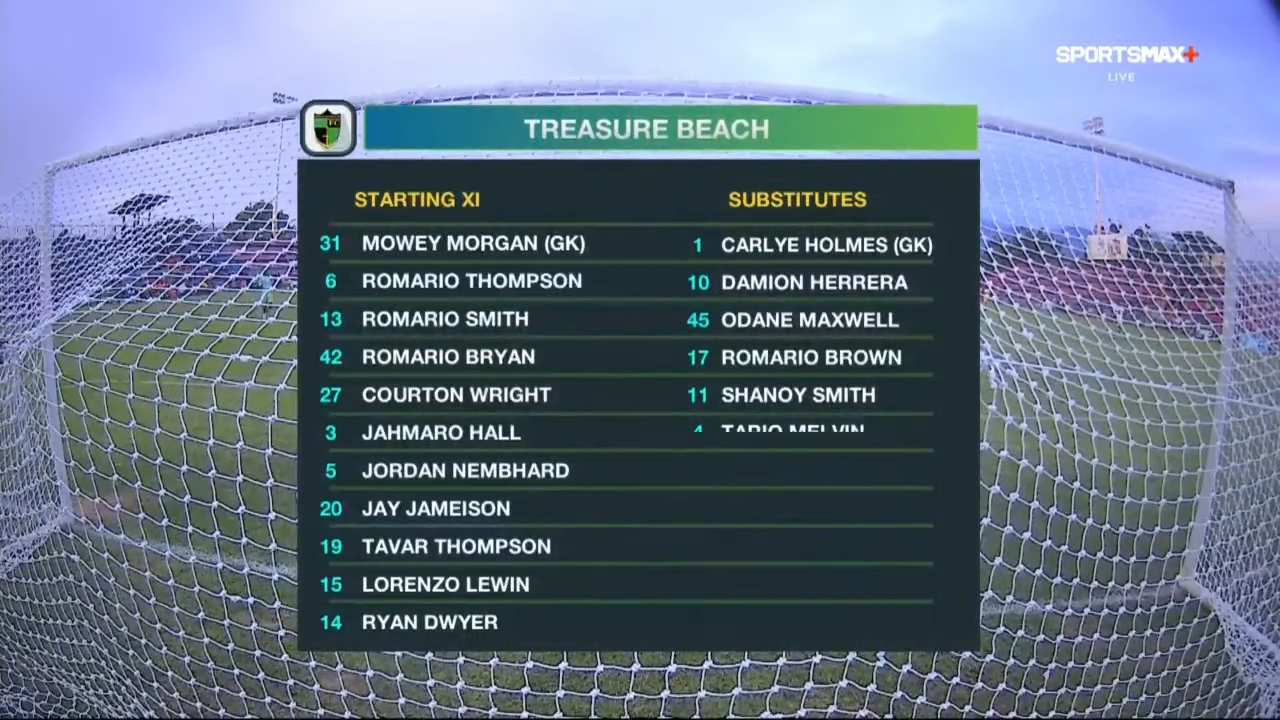 SPORTSMAX+
LIVE
FC
TREASURE BEACH
STARTING XI
31 MOWEY MORGAN (GK)
6 ROMARIO THOMPSON
13 ROMARIO SMITH
42 ROMARIO BRYAN
27 COURTON WRIGHT
3 JAHMARO HALL
5 JORDAN NEMBHARD
20 JAY JAMEISON
19 TAVAR THOMPSON
15 LORENZO LEWIN
14 RYAN DWYER
SUBSTITUTES
1 CARLYE HOLMES (GK)
10 DAMION HERRERA
45 ODANE MAXWELL
17 ROMARIO BROWN
11 SHANOY SMITH